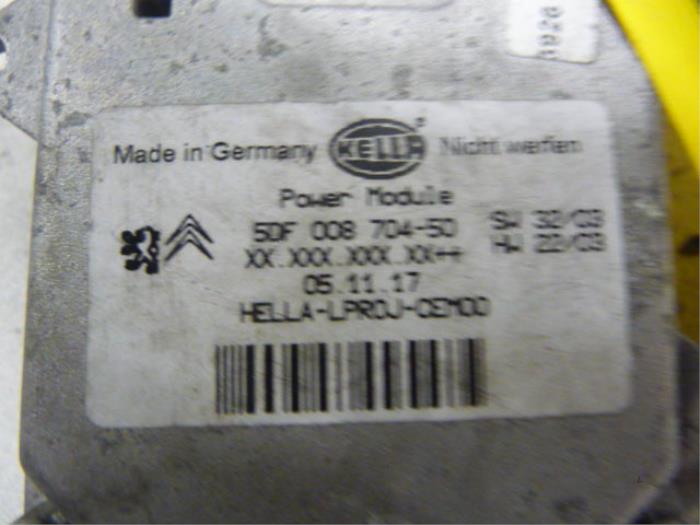 Made in Germany HELLA Nicht werfen
Power Module
5DF 008 704-50 SW 32/03
XX.XXX.XXX.XX++ HW 22/03
05.11.17
HELLA-LPROJ-CEM00